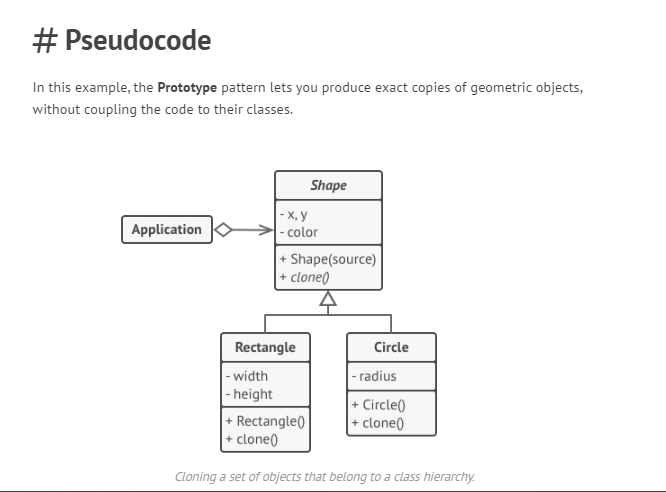 # Pseudocode
In this example, the Prototype pattern lets you produce exact copies of geometric objects,
without coupling the code to their classes.
Shape
- x, y
- color
+ Shape(source)
+ clone()
Application
Rectangle
- width
- height
+ Rectangle()
+ clone()
Circle
- radius
+ Circle()
+ clone()
Cloning a set of objects that belong to a class hierarchy.